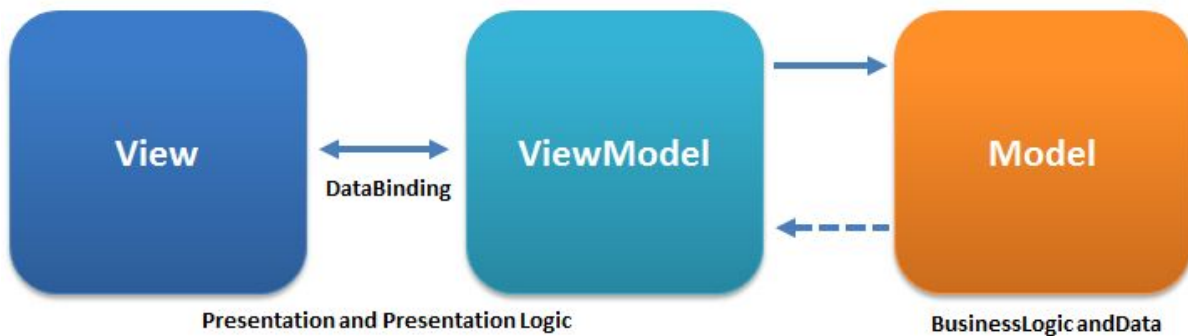 View
ViewModel
Model
DataBinding
Presentation and Presentation Logic
BusinessLogic andData